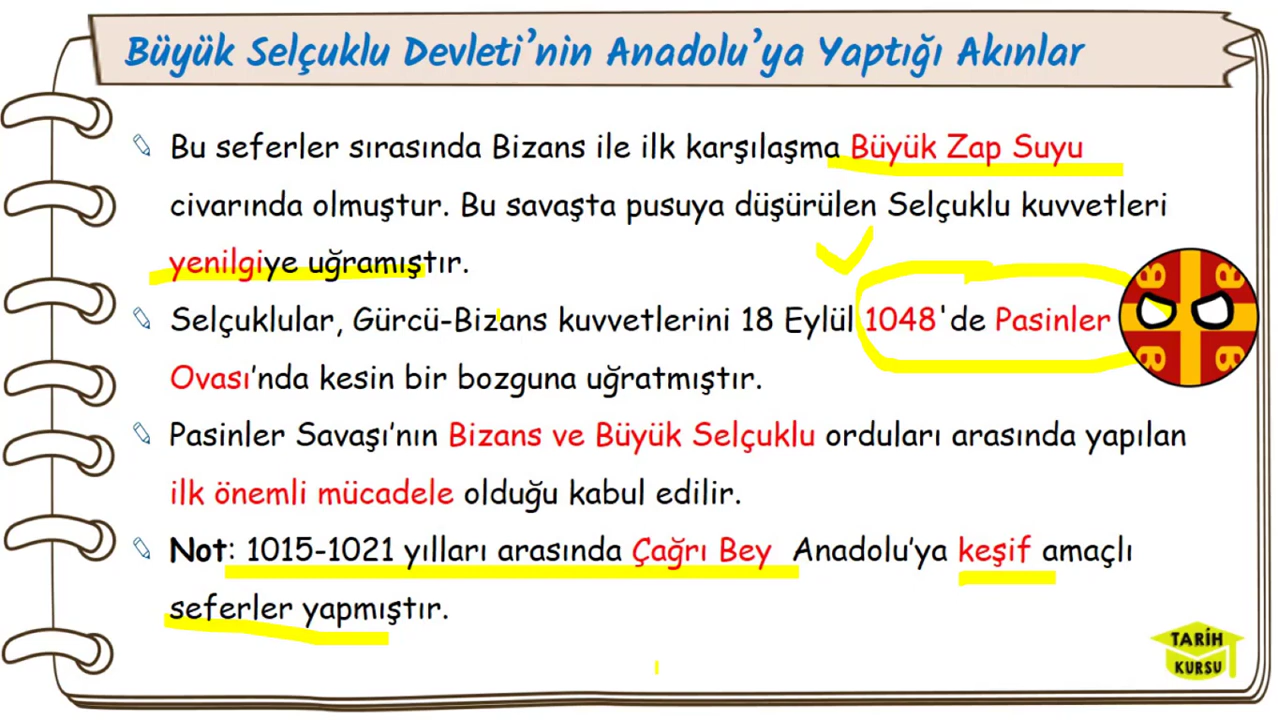 Büyük Selçuklu Devleti’nin Anadolu’ya Yaptığı Akınlar
Bu seferler sırasında Bizans ile ilk karşılaşma Büyük Zap Suyu
civarında olmuştur. Bu savaşta pusuya düşürülen Selçuklu kuvvetleri
yenilgiye uğramıştır.
Selçuklular, Gürcü-Bizans kuvvetlerini 18 Eylül 1048'de Pasinler
Ovası’nda kesin bir bozguna uğratmıştır.
Pasinler Savaşı’nın Bizans ve Büyük Selçuklu orduları arasında yapılan
ilk önemli mücadele olduğu kabul edilir.
Not: 1015-1021 yılları arasında Çağrı Bey Anadolu’ya keşif amaçlı
seferler yapmıştır.
TARİH
KURSU